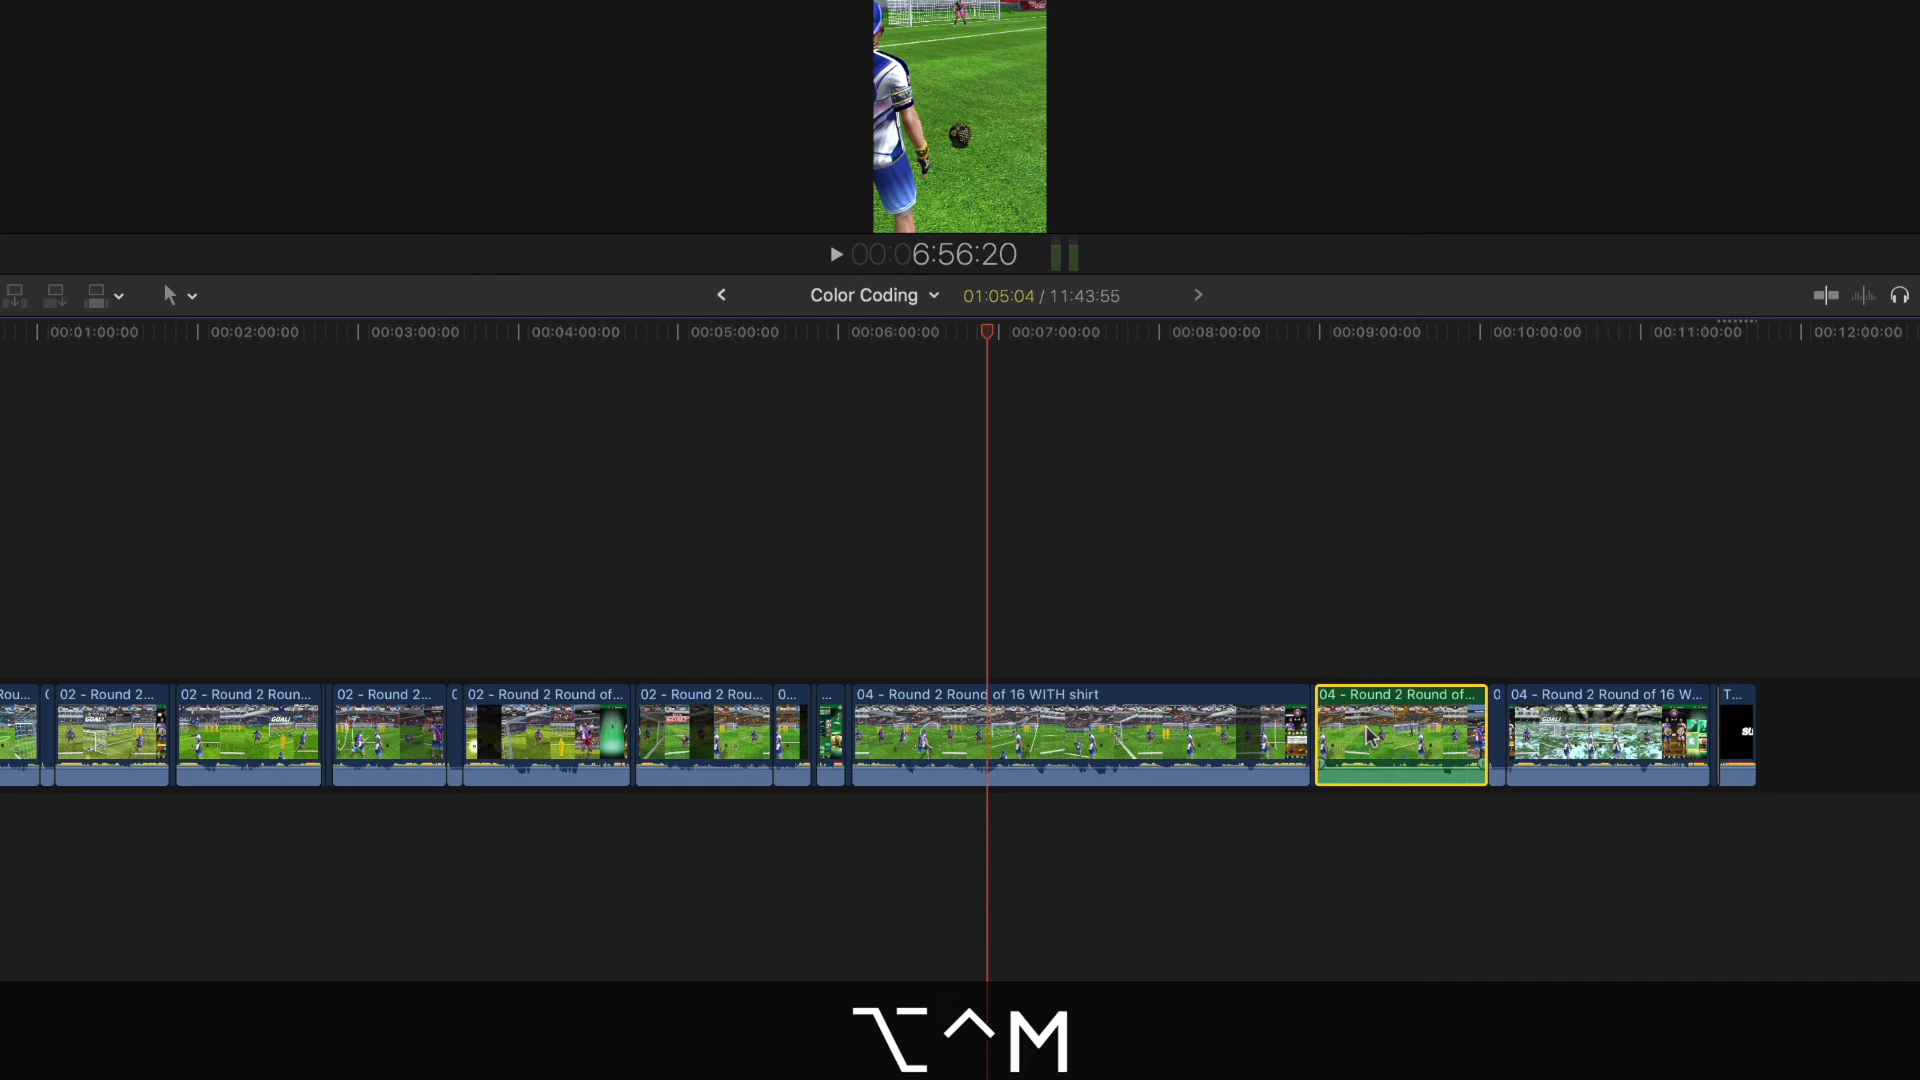 00:06:56:20
Color Coding 01:05:04 / 11:43:55
00:01:00:00 00:02:00:00 00:03:00:00 00:04:00:00 00:05:00:00 00:06:00:00 00:07:00:00 00:08:00:00 00:09:00:00 00:10:00:00 00:11:00:00 00:12:00:00
Rou... 02 - Round 2... 02 - Round 2 Roun... 02 - Round 2... 02 - Round 2 Round of... 02 - Round 2 Rou... 0... ... 04 - Round 2 Round of 16 WITH shirt 04 - Round 2 Round of... 0 04 - Round 2 Round of 16 W... T...
GOAL! GOAL! GOAL!
⌥^M